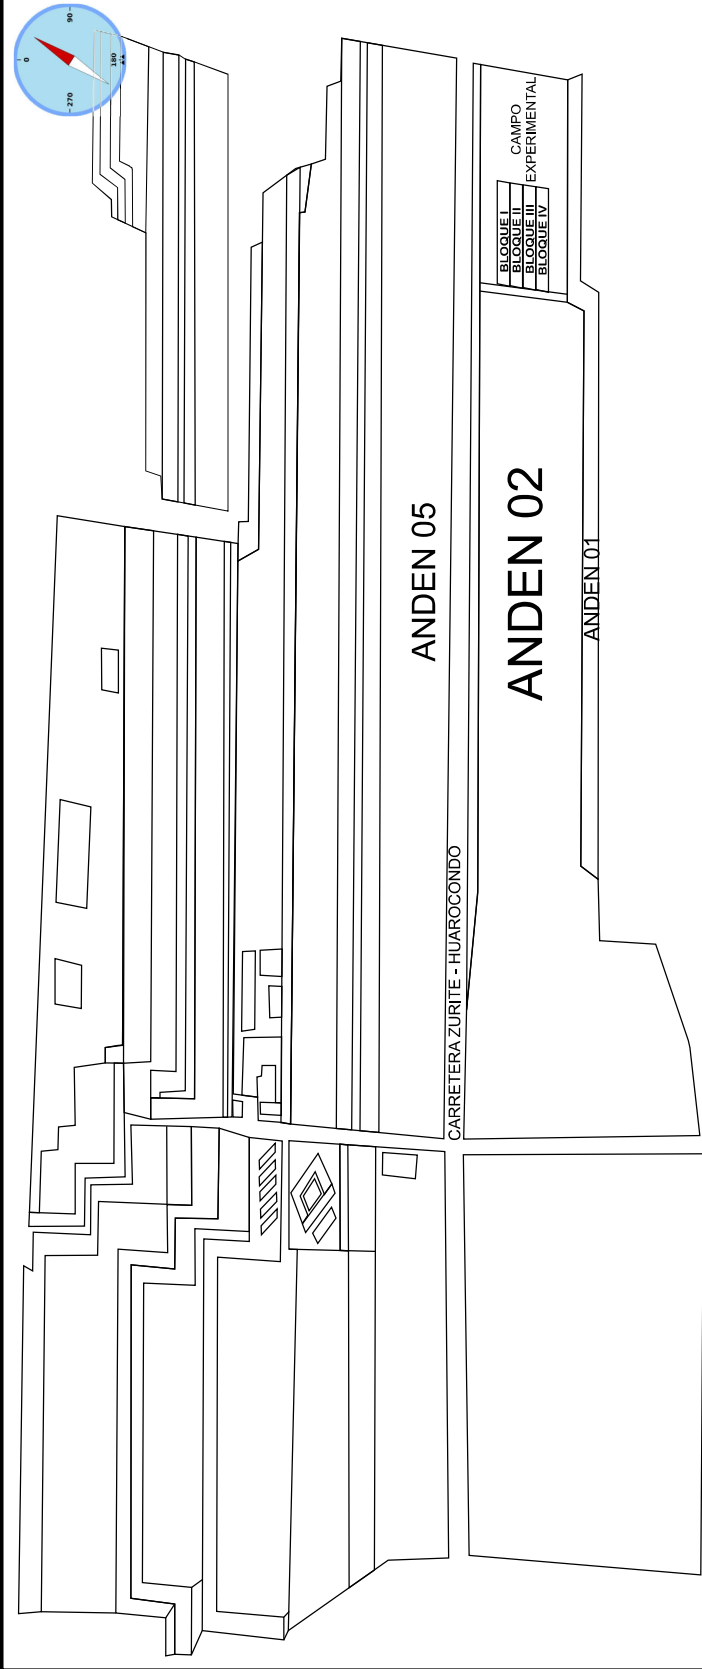 0
90
180
270
CAMPO
EXPERIMENTAL
BLOQUE I
BLOQUE II
BLOQUE III
BLOQUE IV
ANDEN 05
ANDEN 02
ANDEN 01
CARRETERA ZURITE - HUAROCONDO